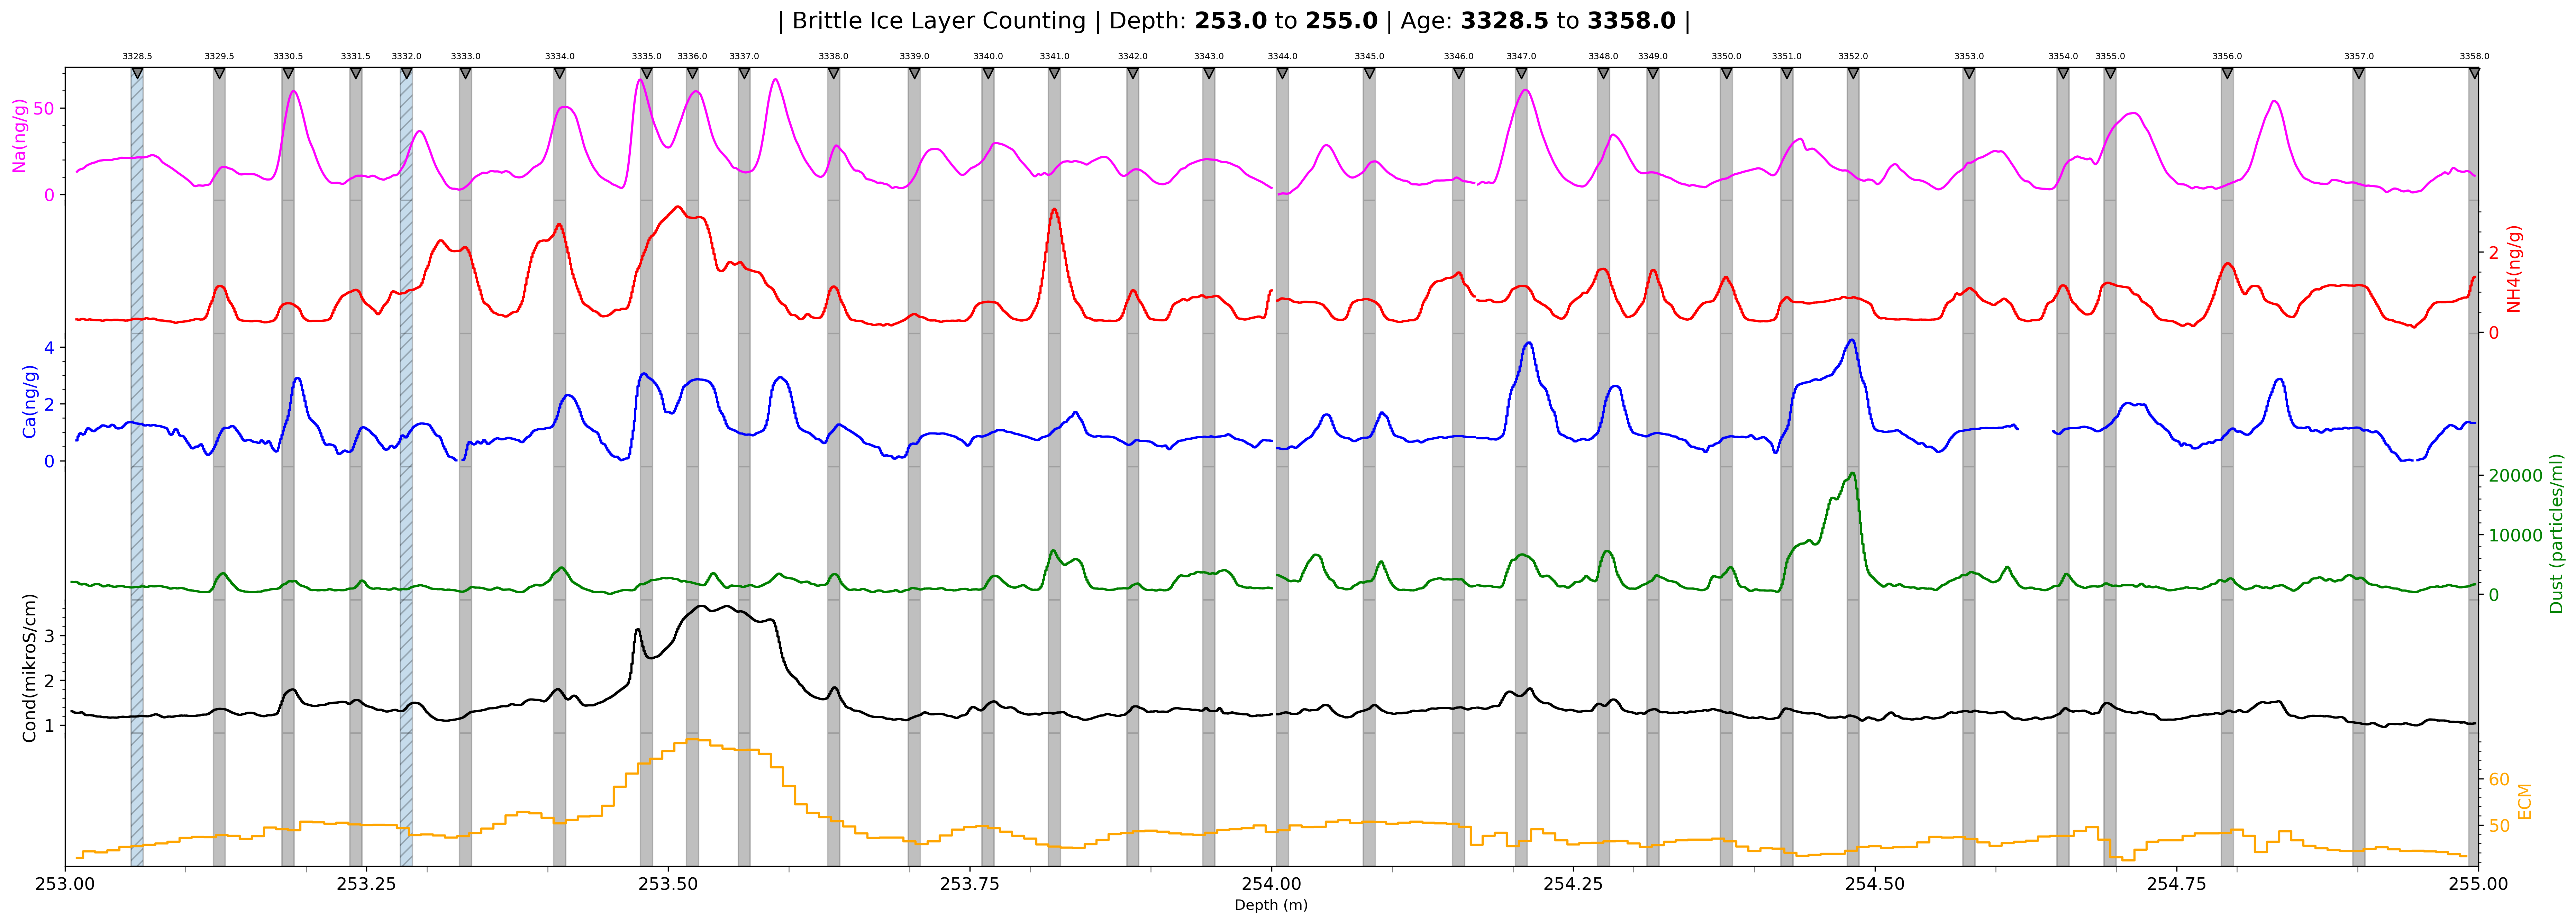 | Brittle Ice Layer Counting | Depth: 253.0 to 255.0 | Age: 3328.5 to 3358.0 |
3328.5 3329.5 3330.5 3331.5 3332.0 3333.0 3334.0 3335.0 3336.0 3337.0 3338.0 3339.0 3340.0 3341.0 3342.0 3343.0 3344.0 3345.0 3346.0 3347.0 3348.0 3349.0 3350.0 3351.0 3352.0 3353.0 3354.0 3355.0 3356.0 3357.0 3358.0
Na(ng/g)
50
0
NH4(ng/g)
2
0
Ca(ng/g)
4
2
0
Dust (particles/ml)
20000
10000
0
Cond(mikroS/cm)
3
2
1
ECM
60
50
253.00 253.25 253.50 253.75 254.00 254.25 254.50 254.75 255.00
Depth (m)